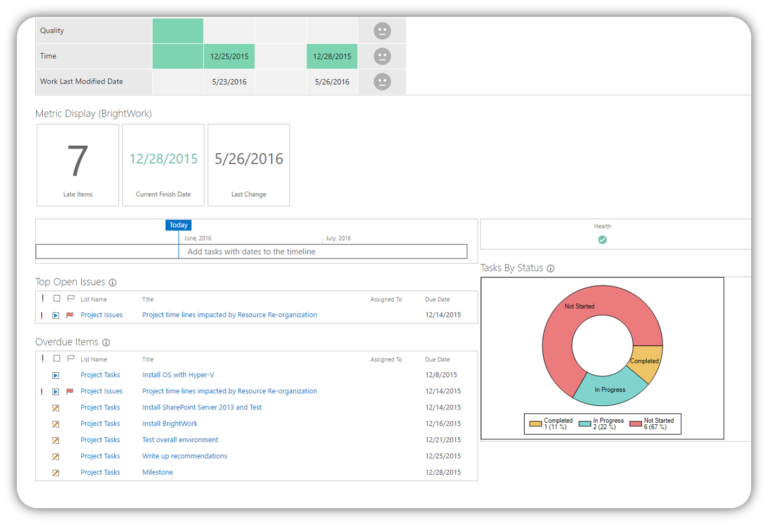 Quality
Time 12/25/2015 12/28/2015
Work Last Modified Date 5/23/2016 5/26/2016
Metric Display (BrightWork)
7 12/28/2015 5/26/2016
Late Items Current Finish Date Last Change
Today
June, 2016 July, 2016
Add tasks with dates to the timeline
Health
Tasks By Status
Not Started
Completed
In Progress
Completed In Progress Not Started
1 (11 %) 2 (22 %) 6 (67 %)
Top Open Issues
! List Name Title Assigned To Due Date
! Project Issues Project time lines impacted by Resource Re-organization 12/14/2015
Overdue Items
! List Name Title Assigned To Due Date
Project Tasks Install OS with Hyper-V 12/8/2015
! Project Issues Project time lines impacted by Resource Re-organization 12/14/2015
Project Tasks Install SharePoint Server 2013 and Test 12/14/2015
Project Tasks Install BrightWork 12/16/2015
Project Tasks Test overall environment 12/21/2015
Project Tasks Write up recommendations 12/25/2015
Project Tasks Milestone 12/28/2015